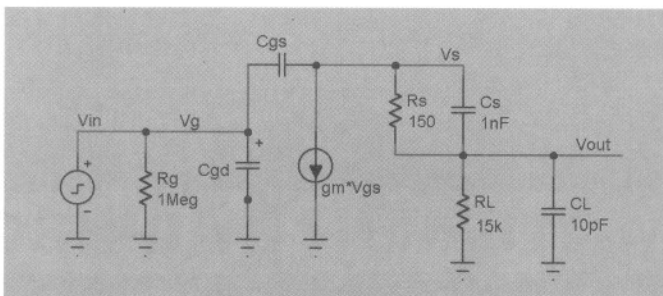 Cgs
Vs
Rs
150
Cs
1nF
Vin
Vg
Vout
+
+
Rg
1Meg
Cgd
gm*Vgs
RL
15k
CL
10pF
−